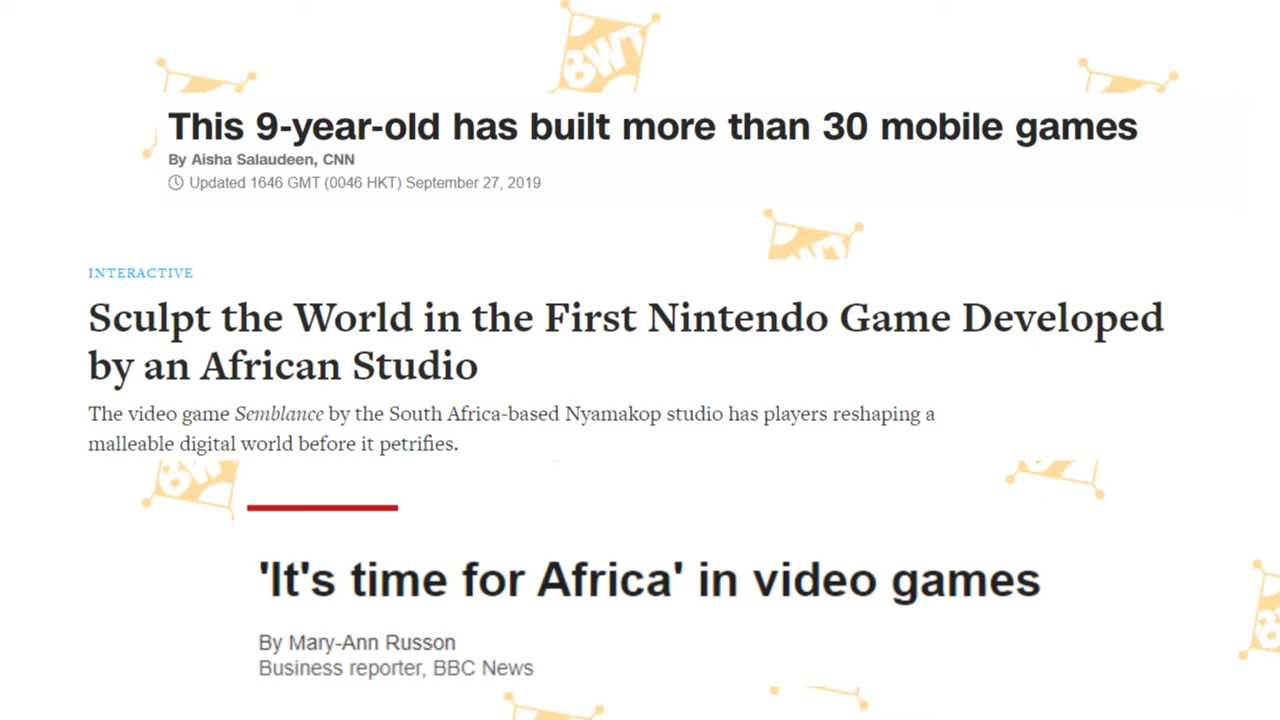 BWT
This 9-year-old has built more than 30 mobile games
By Aisha Salaudeen, CNN
Updated 1646 GMT (0046 HKT) September 27, 2019
BWT
INTERACTIVE
Sculpt the World in the First Nintendo Game Developed
by an African Studio
The video game Semblance by the South Africa-based Nyamakop studio has players reshaping a
malleable digital world before it petrifies.
BWT
'It's time for Africa' in video games
By Mary-Ann Russon
Business reporter, BBC News